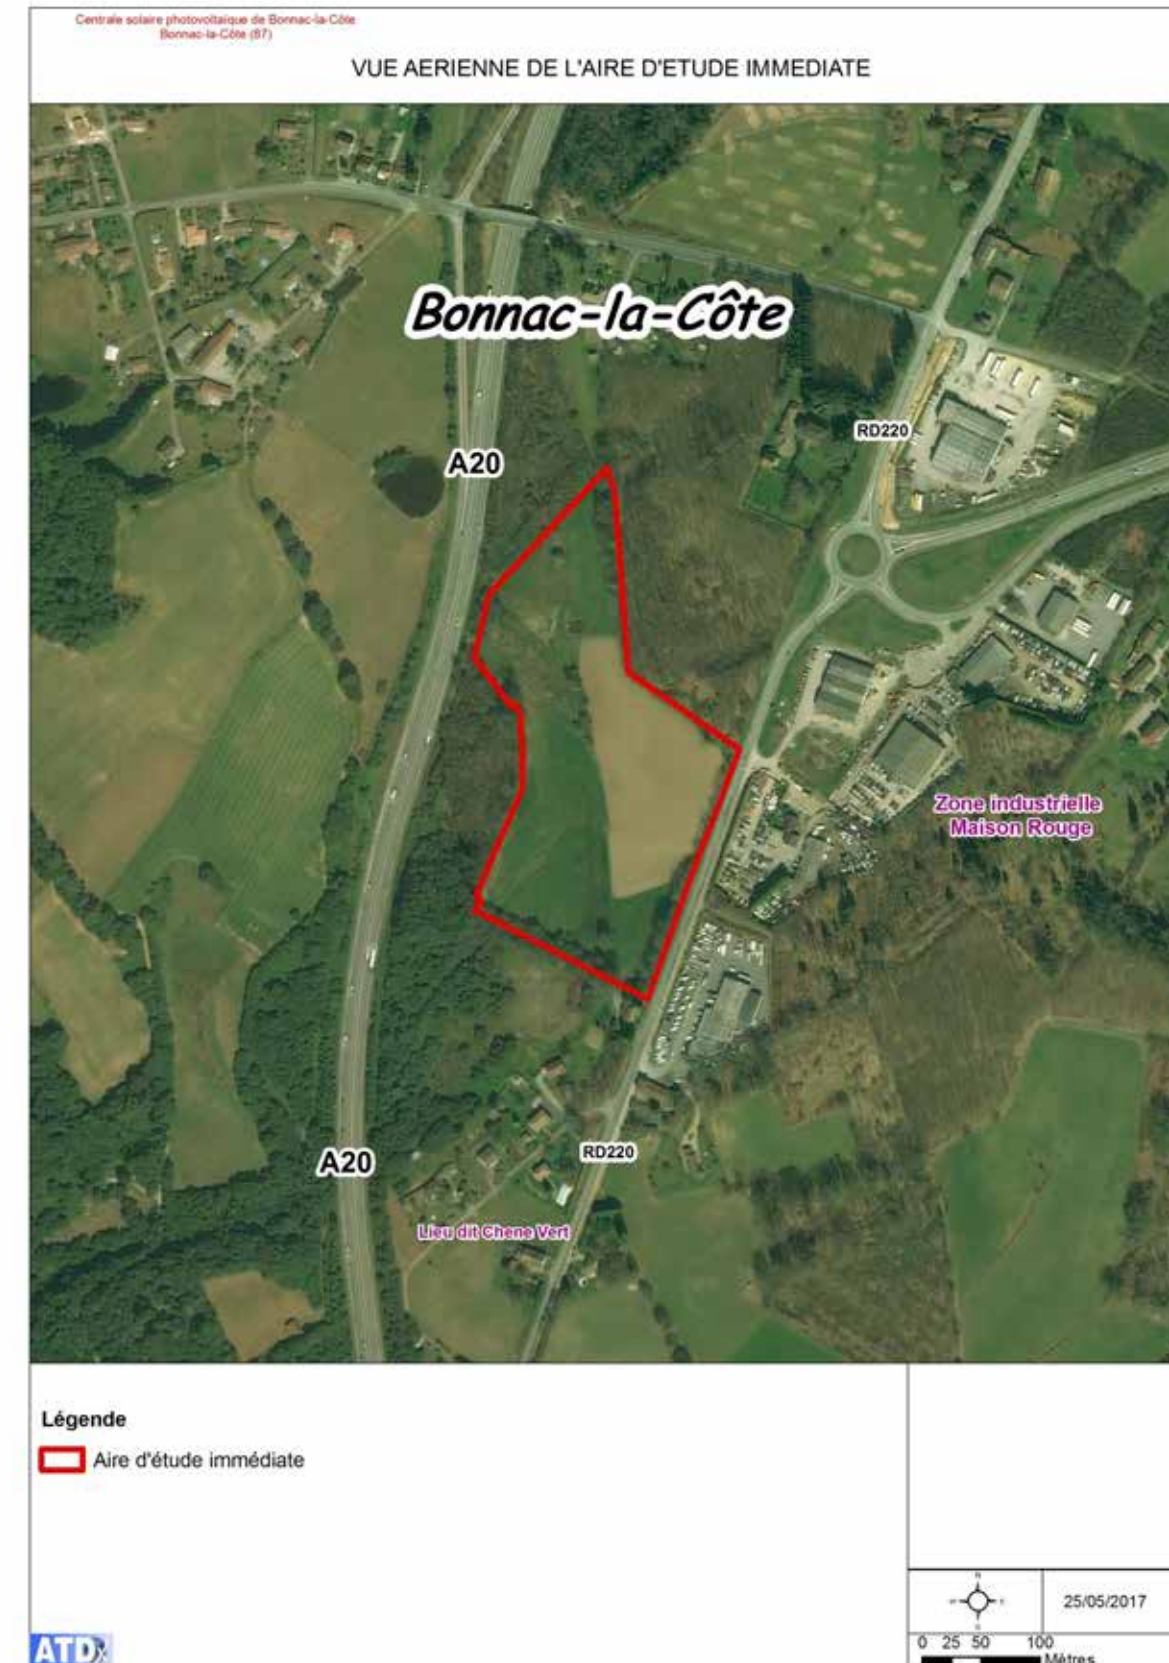 Centrale solaire photovoltaïque de Bonnac-la-Côte
Bonnac-la-Côte (87)
VUE AERIENNE DE L'AIRE D'ETUDE IMMEDIATE
Bonnac-la-Côte
RD220
A20
Zone industrielle
Maison Rouge
RD220
A20
Lieu dit Chene Vert
Légende
Aire d'étude immédiate
N
25/05/2017
0 25 50 100
Mètres
ATDx